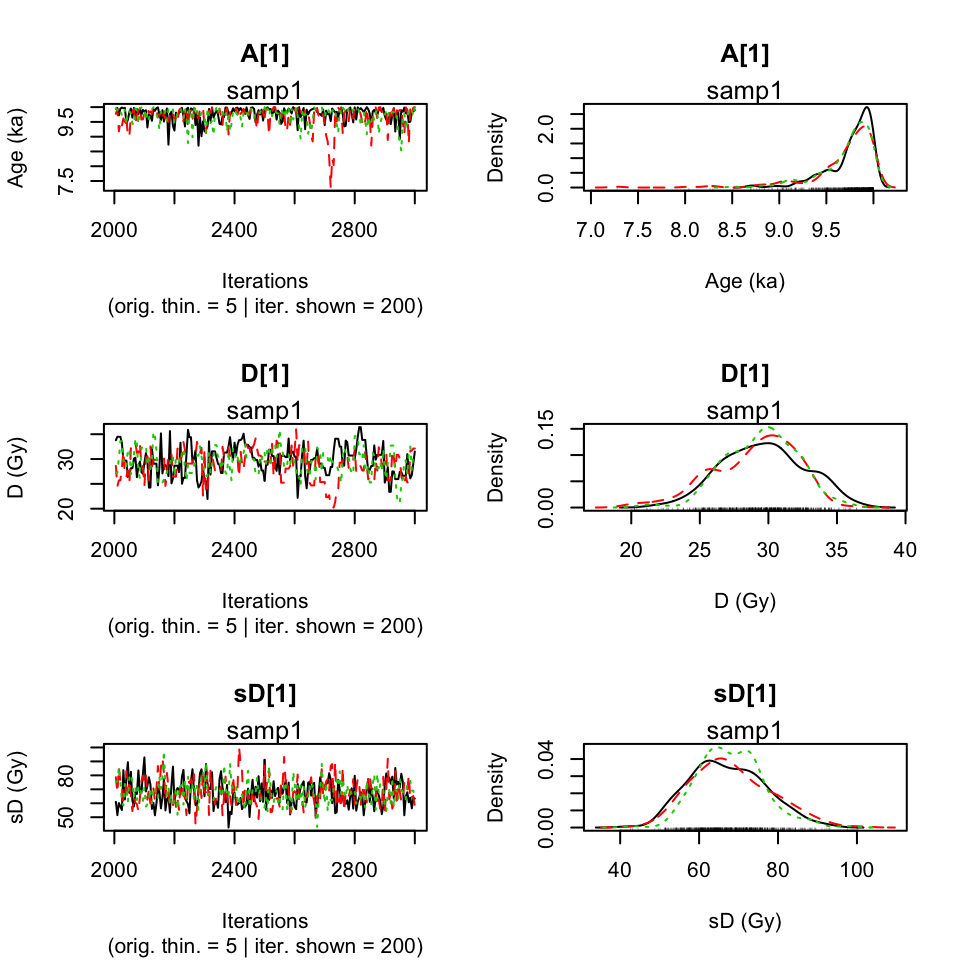 A[1]
samp1
Age (ka)
9.5
7.5
2000 2400 2800
Iterations
(orig. thin. = 5 | iter. shown = 200)
A[1]
samp1
Density
2.0
0.0
7.0 7.5 8.0 8.5 9.0 9.5
Age (ka)
D[1]
samp1
D (Gy)
30
20
2000 2400 2800
Iterations
(orig. thin. = 5 | iter. shown = 200)
D[1]
samp1
Density
0.15
0.00
20 25 30 35 40
D (Gy)
sD[1]
samp1
sD (Gy)
80
50
2000 2400 2800
Iterations
(orig. thin. = 5 | iter. shown = 200)
sD[1]
samp1
Density
0.04
0.00
40 60 80 100
sD (Gy)